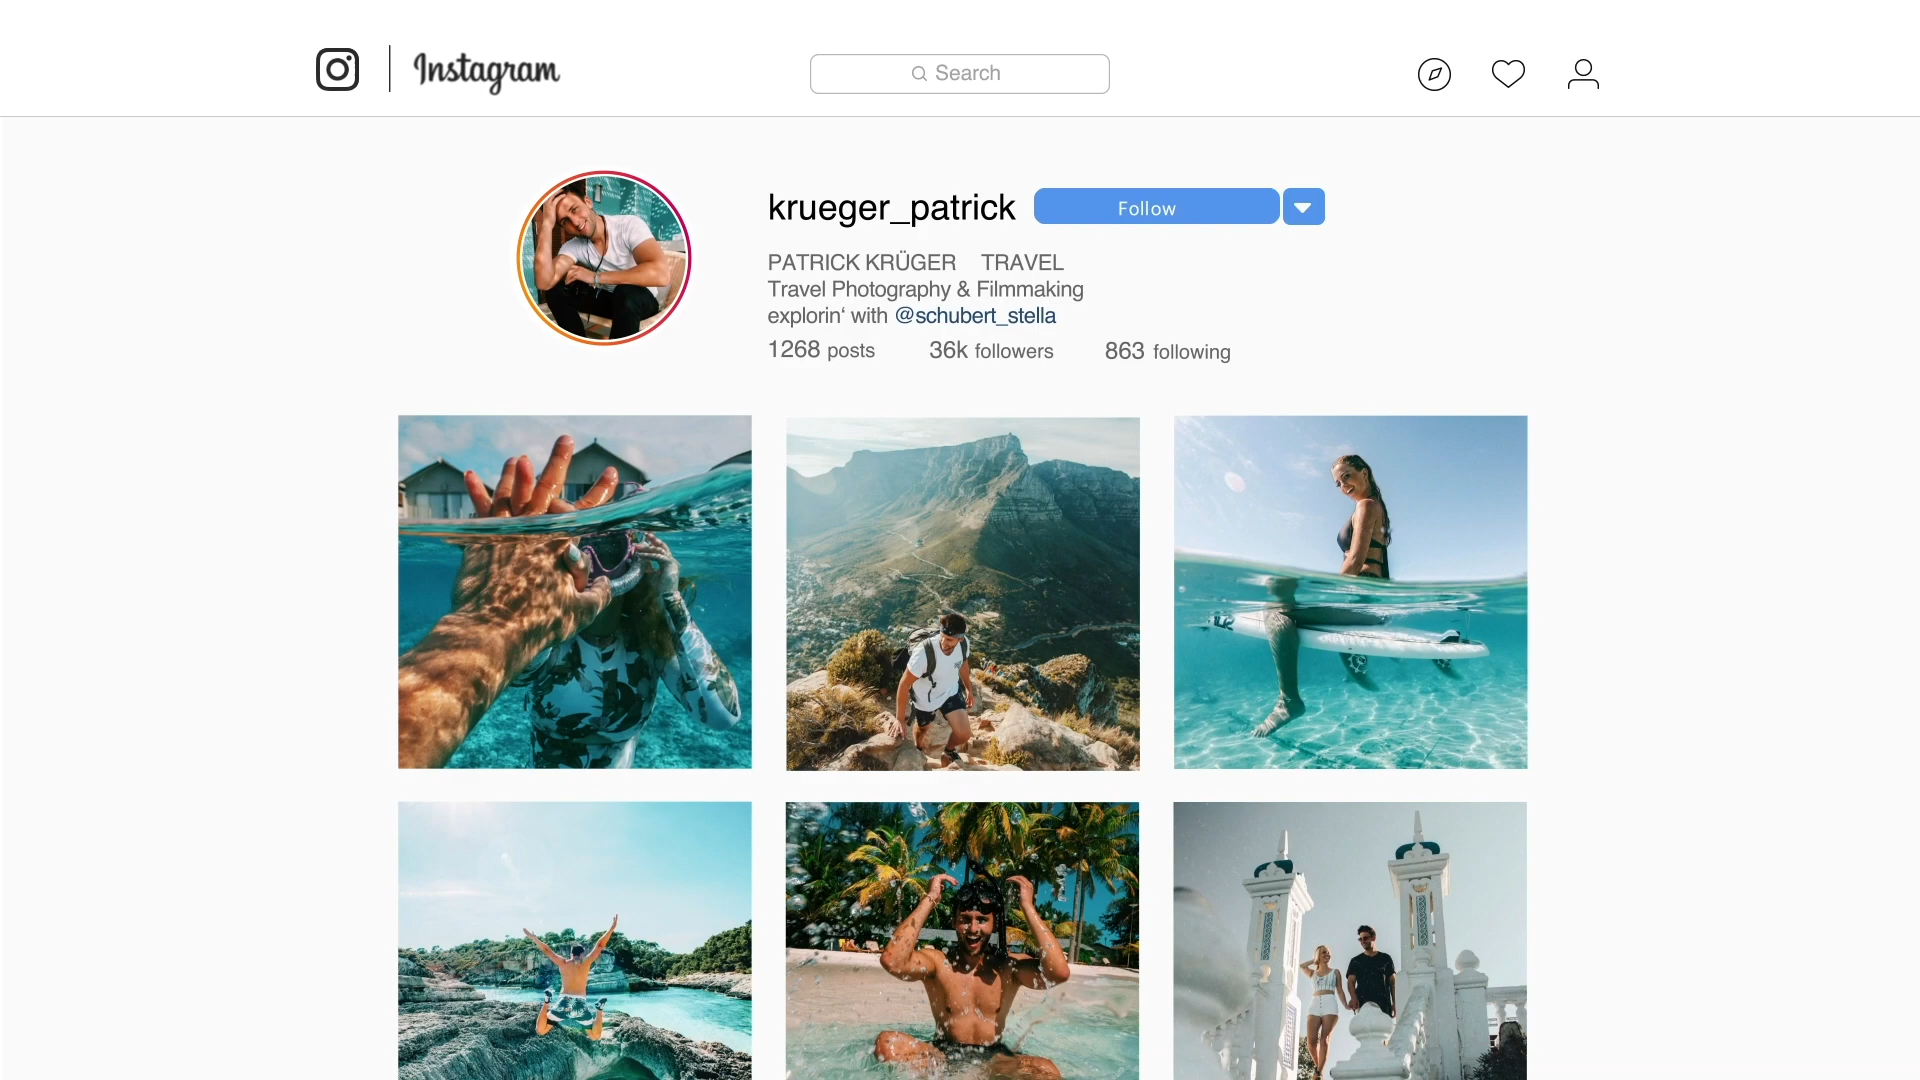 Instagram
Search
krueger_patrick
Follow
PATRICK KRÜGER TRAVEL
Travel Photography & Filmmaking
explorin‘ with @schubert_stella
1268 posts 36k followers 863 following